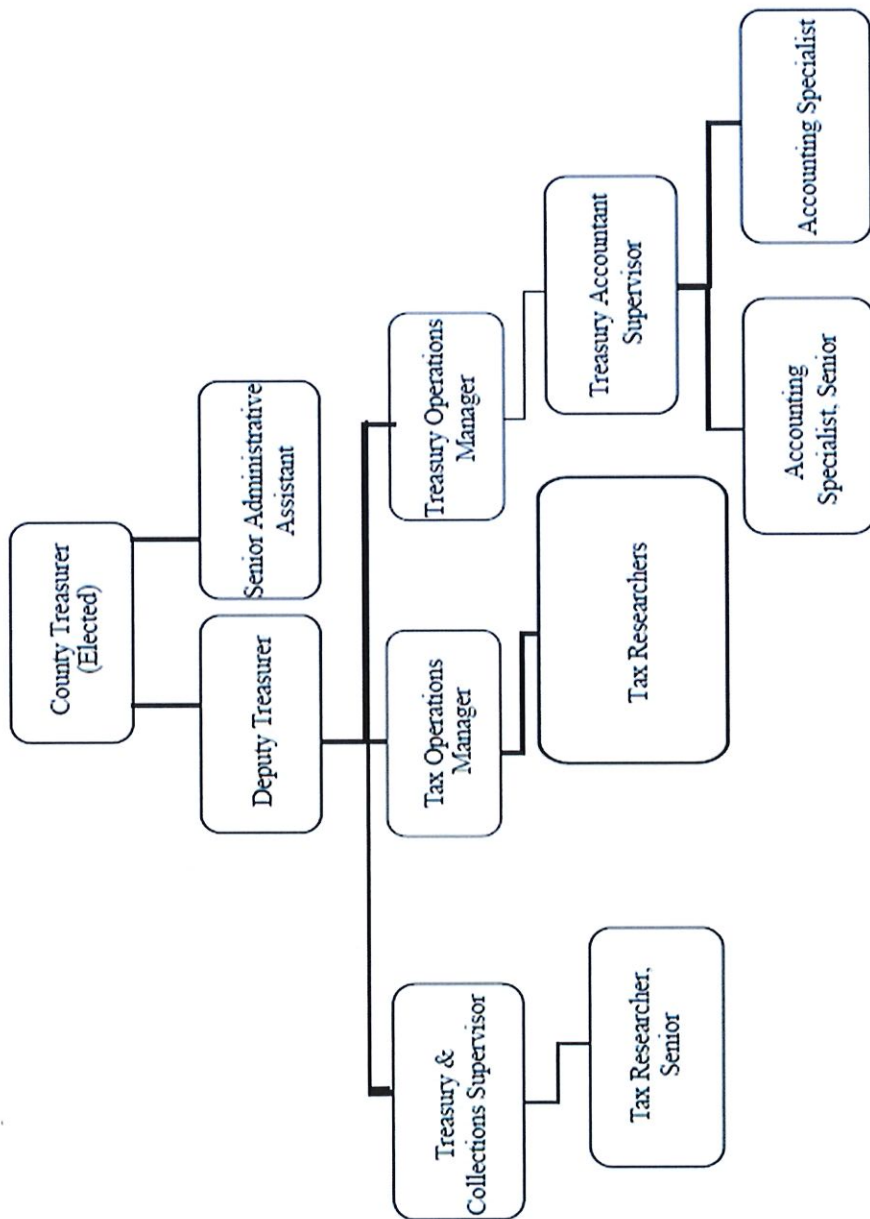 County Treasurer
(Elected)
Deputy Treasurer
Senior Administrative
Assistant
Treasury &
Collections Supervisor
Tax Operations
Manager
Treasury Operations
Manager
Tax Researcher,
Senior
Tax Researchers
Treasury Accountant
Supervisor
Accounting
Specialist, Senior
Accounting Specialist